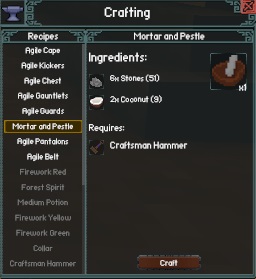 Crafting
Recipes
Agile Cape
Agile Kickers
Agile Chest
Agile Gauntlets
Agile Guards
Mortar and Pestle
Agile Pantalons
Agile Belt
Firework Red
Forest Spirit
Medium Potion
Firework Yellow
Firework Green
Collar
Craftsman Hammer
Mortar and Pestle
Ingredients:
6x Stones (51)
2x Coconut (9)
x1
Requires:
Craftsman Hammer
Craft